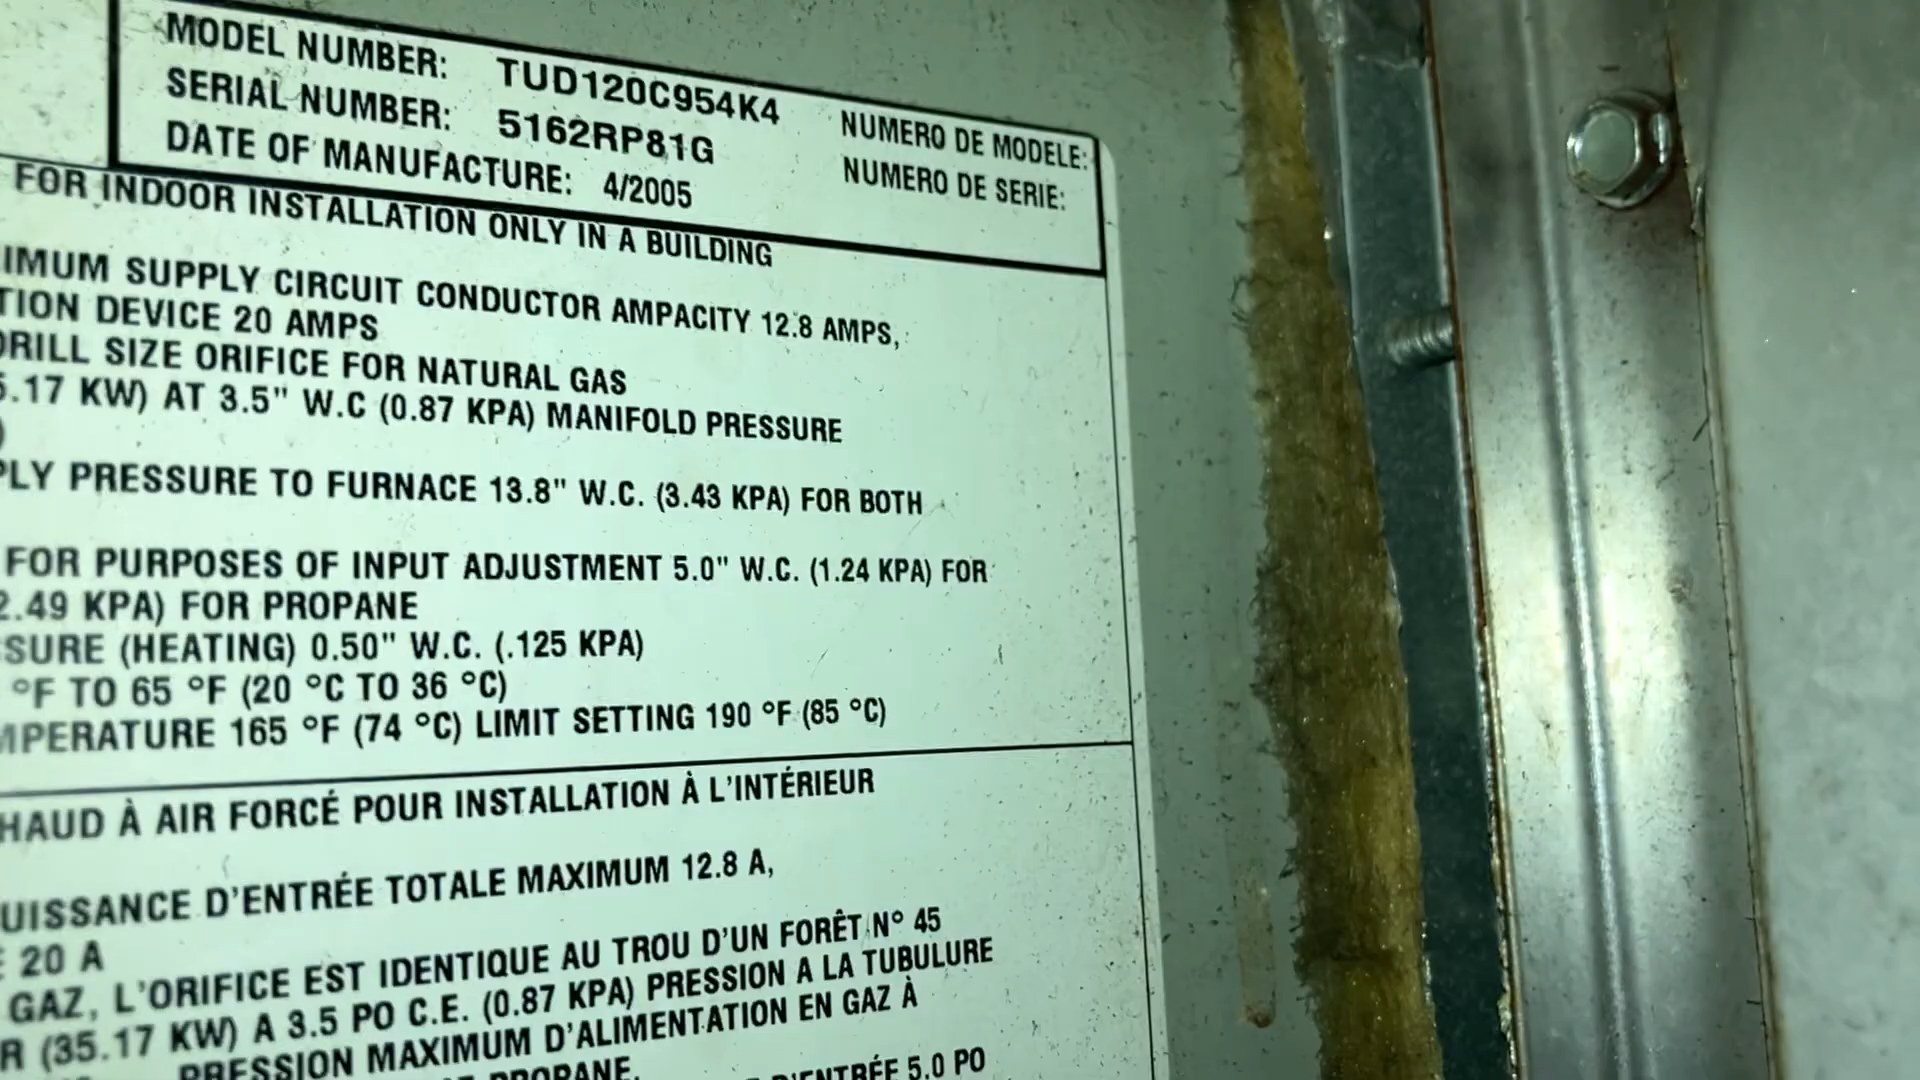 MODEL NUMBER: TUD120C954K4 NUMERO DE MODELE:
SERIAL NUMBER: 5162RP81G NUMERO DE SERIE:
DATE OF MANUFACTURE: 4/2005
FOR INDOOR INSTALLATION ONLY IN A BUILDING
IMUM SUPPLY CIRCUIT CONDUCTOR AMPACITY 12.8 AMPS,
TION DEVICE 20 AMPS
DRILL SIZE ORIFICE FOR NATURAL GAS
5.17 KW) AT 3.5" W.C (0.87 KPA) MANIFOLD PRESSURE
)
PLY PRESSURE TO FURNACE 13.8" W.C. (3.43 KPA) FOR BOTH
FOR PURPOSES OF INPUT ADJUSTMENT 5.0" W.C. (1.24 KPA) FOR
2.49 KPA) FOR PROPANE
SSURE (HEATING) 0.50" W.C. (.125 KPA)
°F TO 65 °F (20 °C TO 36 °C)
MPERATURE 165 °F (74 °C) LIMIT SETTING 190 °F (85 °C)
HAUD À AIR FORCÉ POUR INSTALLATION À L'INTÉRIEUR
UISSANCE D'ENTRÉE TOTALE MAXIMUM 12.8 A,
E 20 A
GAZ, L'ORIFICE EST IDENTIQUE AU TROU D'UN FORÊT N° 45
R (35.17 KW) A 3.5 PO C.E. (0.87 KPA) PRESSION A LA TUBULURE
PRESSION MAXIMUM D'ALIMENTATION EN GAZ À
PROPANE.
D'ENTRÉE 5.0 PO